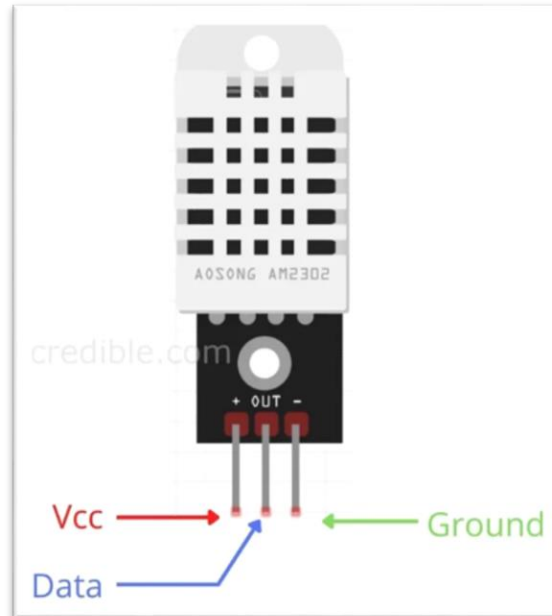 AOSONG AM2302
credible.com
+ OUT -
Vcc
Ground
Data